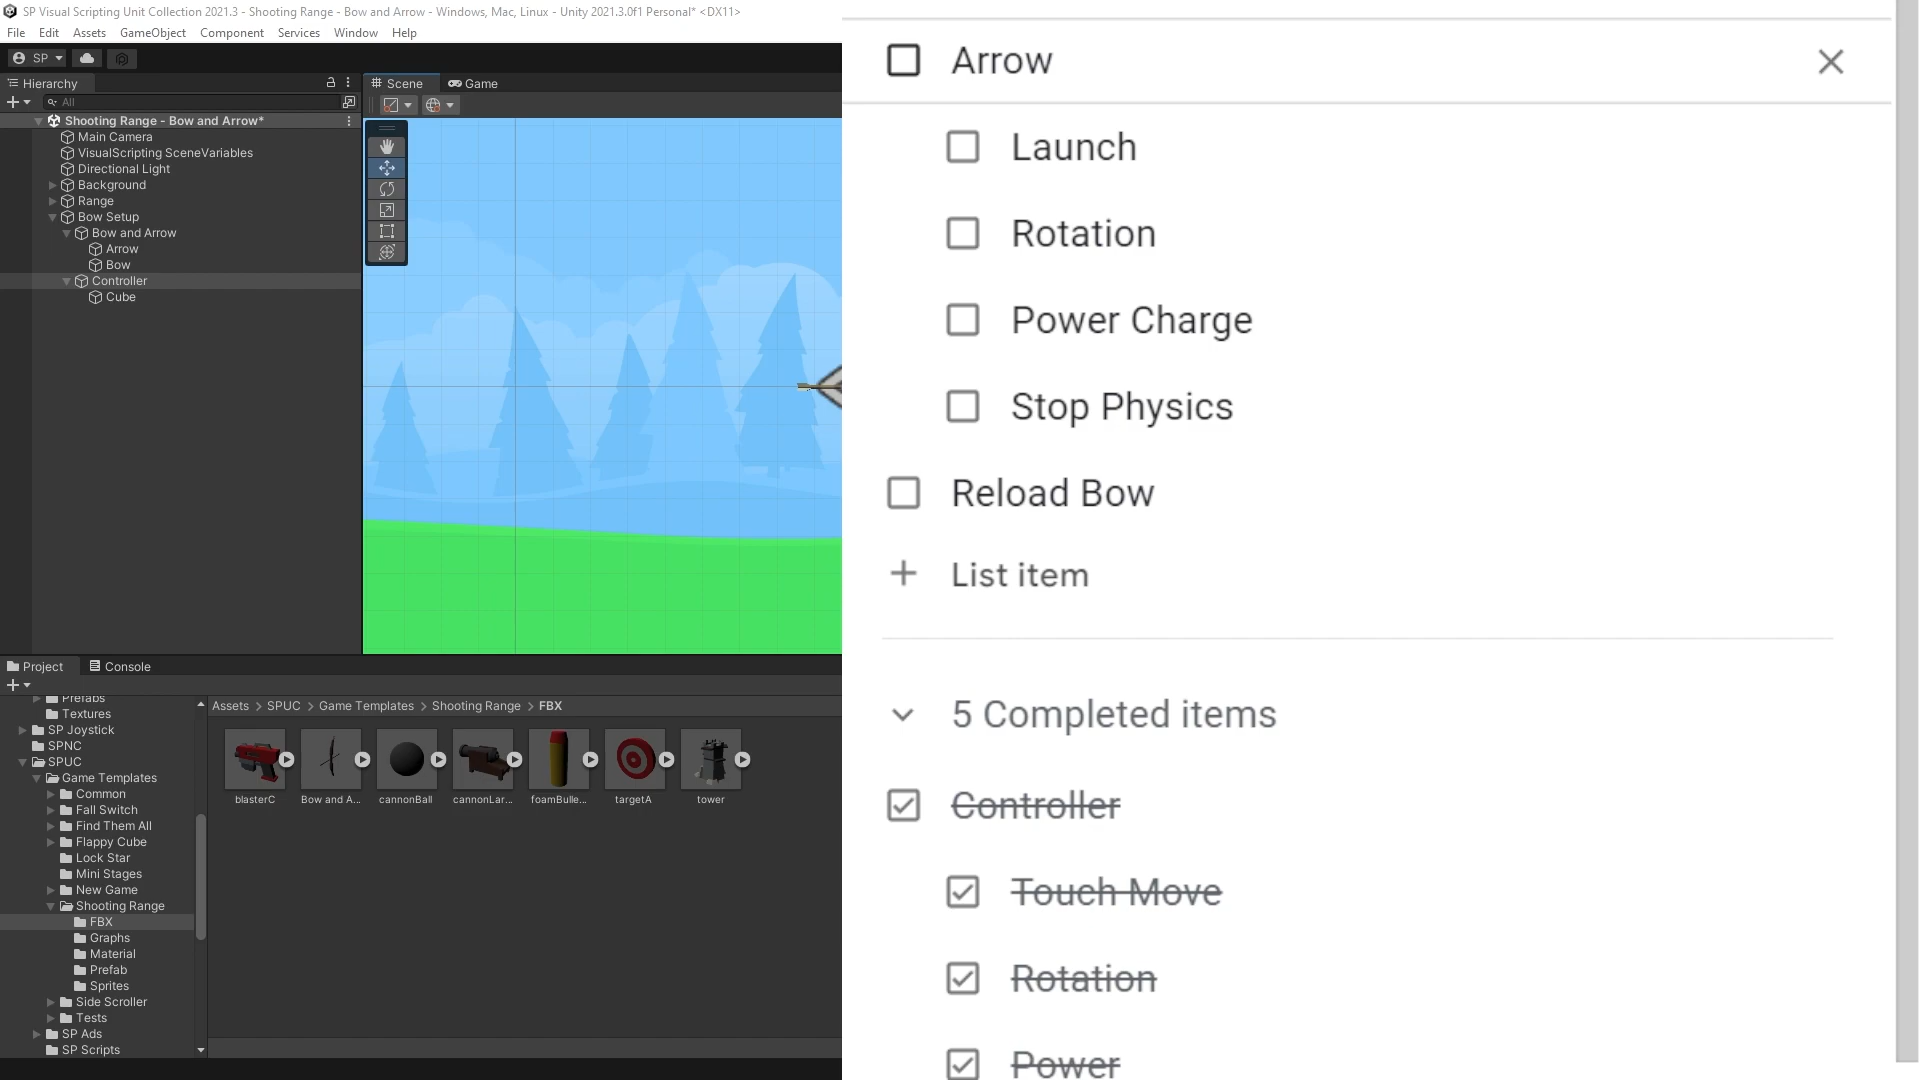 SP Visual Scripting Unit Collection 2021.3 - Shooting Range - Bow and Arrow - Windows, Mac, Linux - Unity 2021.3.0f1 Personal* <DX11>
File Edit Assets GameObject Component Services Window Help
SP
Hierarchy
All
Shooting Range - Bow and Arrow*
Main Camera
VisualScripting SceneVariables
Directional Light
Background
Range
Bow Setup
Bow and Arrow
Arrow
Bow
Controller
Cube
Scene Game
Project Console
Prefabs
Textures
SP Joystick
SPNC
SPUC
Game Templates
Common
Fall Switch
Find Them All
Flappy Cube
Lock Star
Mini Stages
New Game
Shooting Range
FBX
Graphs
Material
Prefab
Sprites
Side Scroller
Tests
SP Ads
SP Scripts
Assets > SPUC > Game Templates > Shooting Range > FBX
blasterC Bow and A... cannonBall cannonLar... foamBulle... targetA tower
Arrow
Launch
Rotation
Power Charge
Stop Physics
Reload Bow
+ List item
5 Completed items
Controller
Touch Move
Rotation
Power